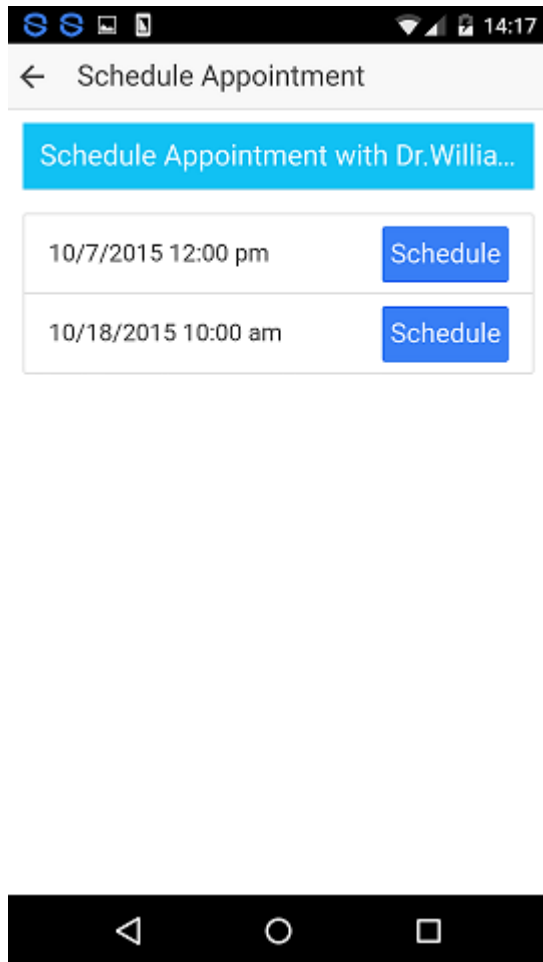 14:17
Schedule Appointment
Schedule Appointment with Dr.Willia...
10/7/2015 12:00 pm Schedule
10/18/2015 10:00 am Schedule